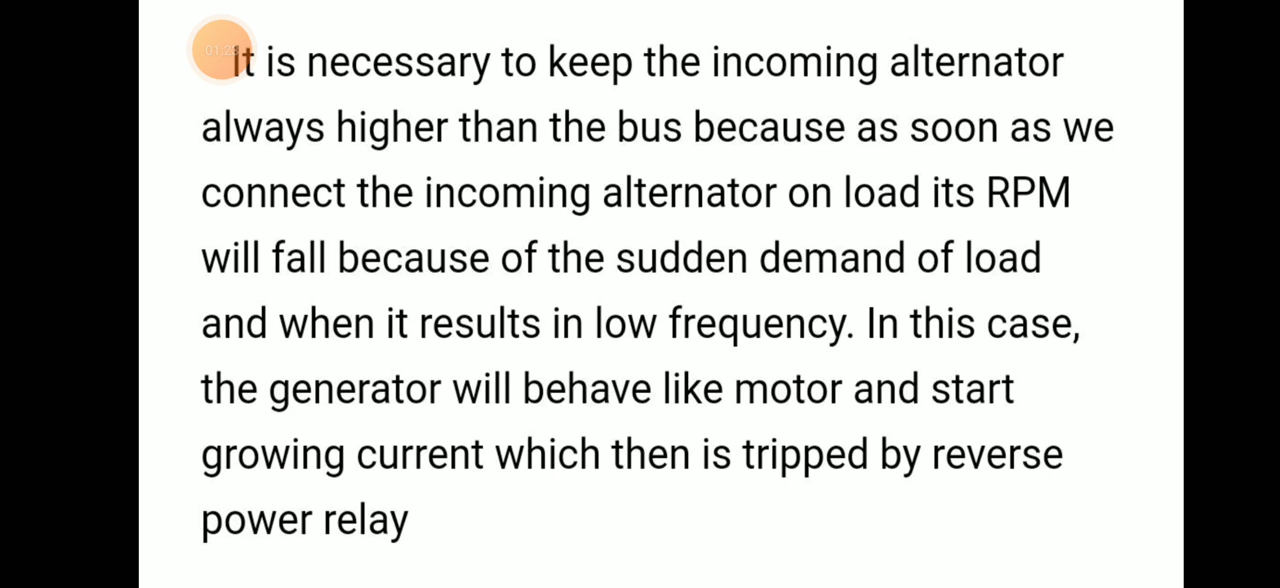 It is necessary to keep the incoming alternator
always higher than the bus because as soon as we
connect the incoming alternator on load its RPM
will fall because of the sudden demand of load
and when it results in low frequency. In this case,
the generator will behave like motor and start
growing current which then is tripped by reverse
power relay